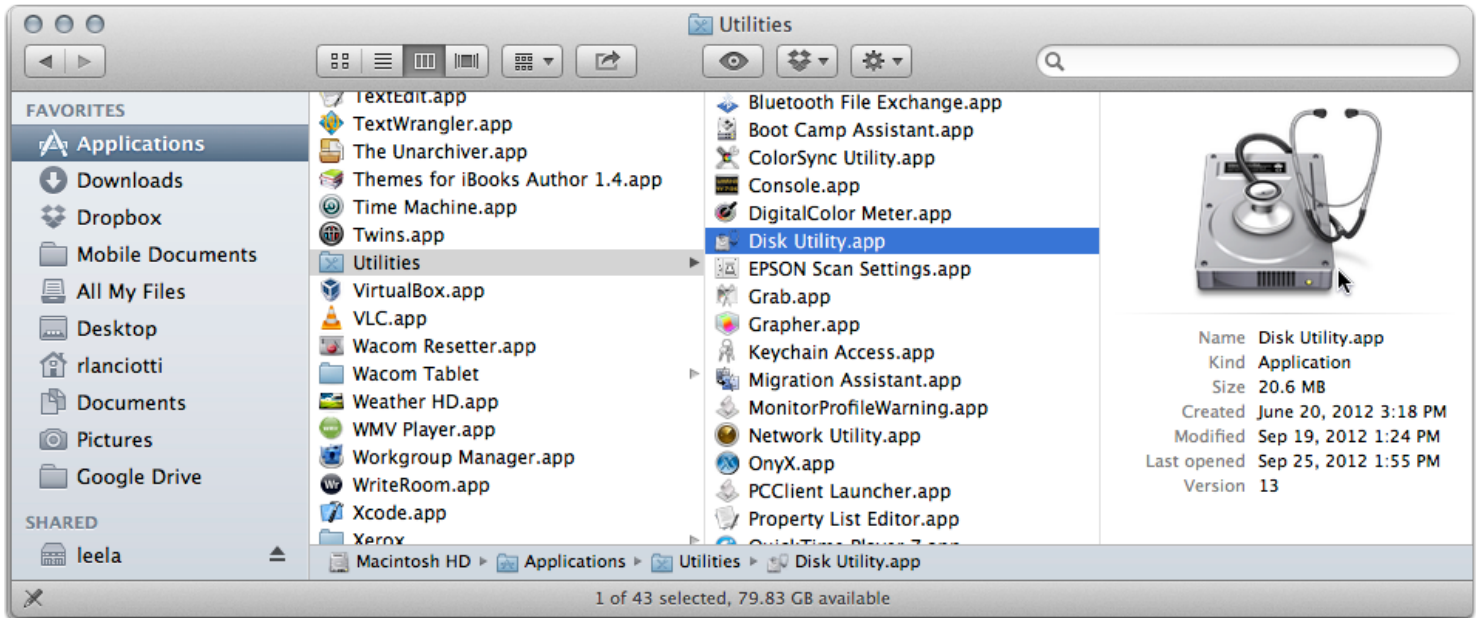 Utilities
FAVORITES
Applications
Downloads
Dropbox
Mobile Documents
All My Files
Desktop
rlanciotti
Documents
Pictures
Google Drive
SHARED
leela
TextEdit.app
TextWrangler.app
The Unarchiver.app
Themes for iBooks Author 1.4.app
Time Machine.app
Twins.app
Utilities
VirtualBox.app
VLC.app
Wacom Resetter.app
Wacom Tablet
Weather HD.app
WMV Player.app
Workgroup Manager.app
WriteRoom.app
Xcode.app
Xerox
Bluetooth File Exchange.app
Boot Camp Assistant.app
ColorSync Utility.app
Console.app
DigitalColor Meter.app
Disk Utility.app
EPSON Scan Settings.app
Grab.app
Grapher.app
Keychain Access.app
Migration Assistant.app
MonitorProfileWarning.app
Network Utility.app
OnyX.app
PCClient Launcher.app
Property List Editor.app
QuickTime Player 7.app
Name Disk Utility.app
Kind Application
Size 20.6 MB
Created June 20, 2012 3:18 PM
Modified Sep 19, 2012 1:24 PM
Last opened Sep 25, 2012 1:55 PM
Version 13
Macintosh HD ▸ Applications ▸ Utilities ▸ Disk Utility.app
1 of 43 selected, 79.83 GB available